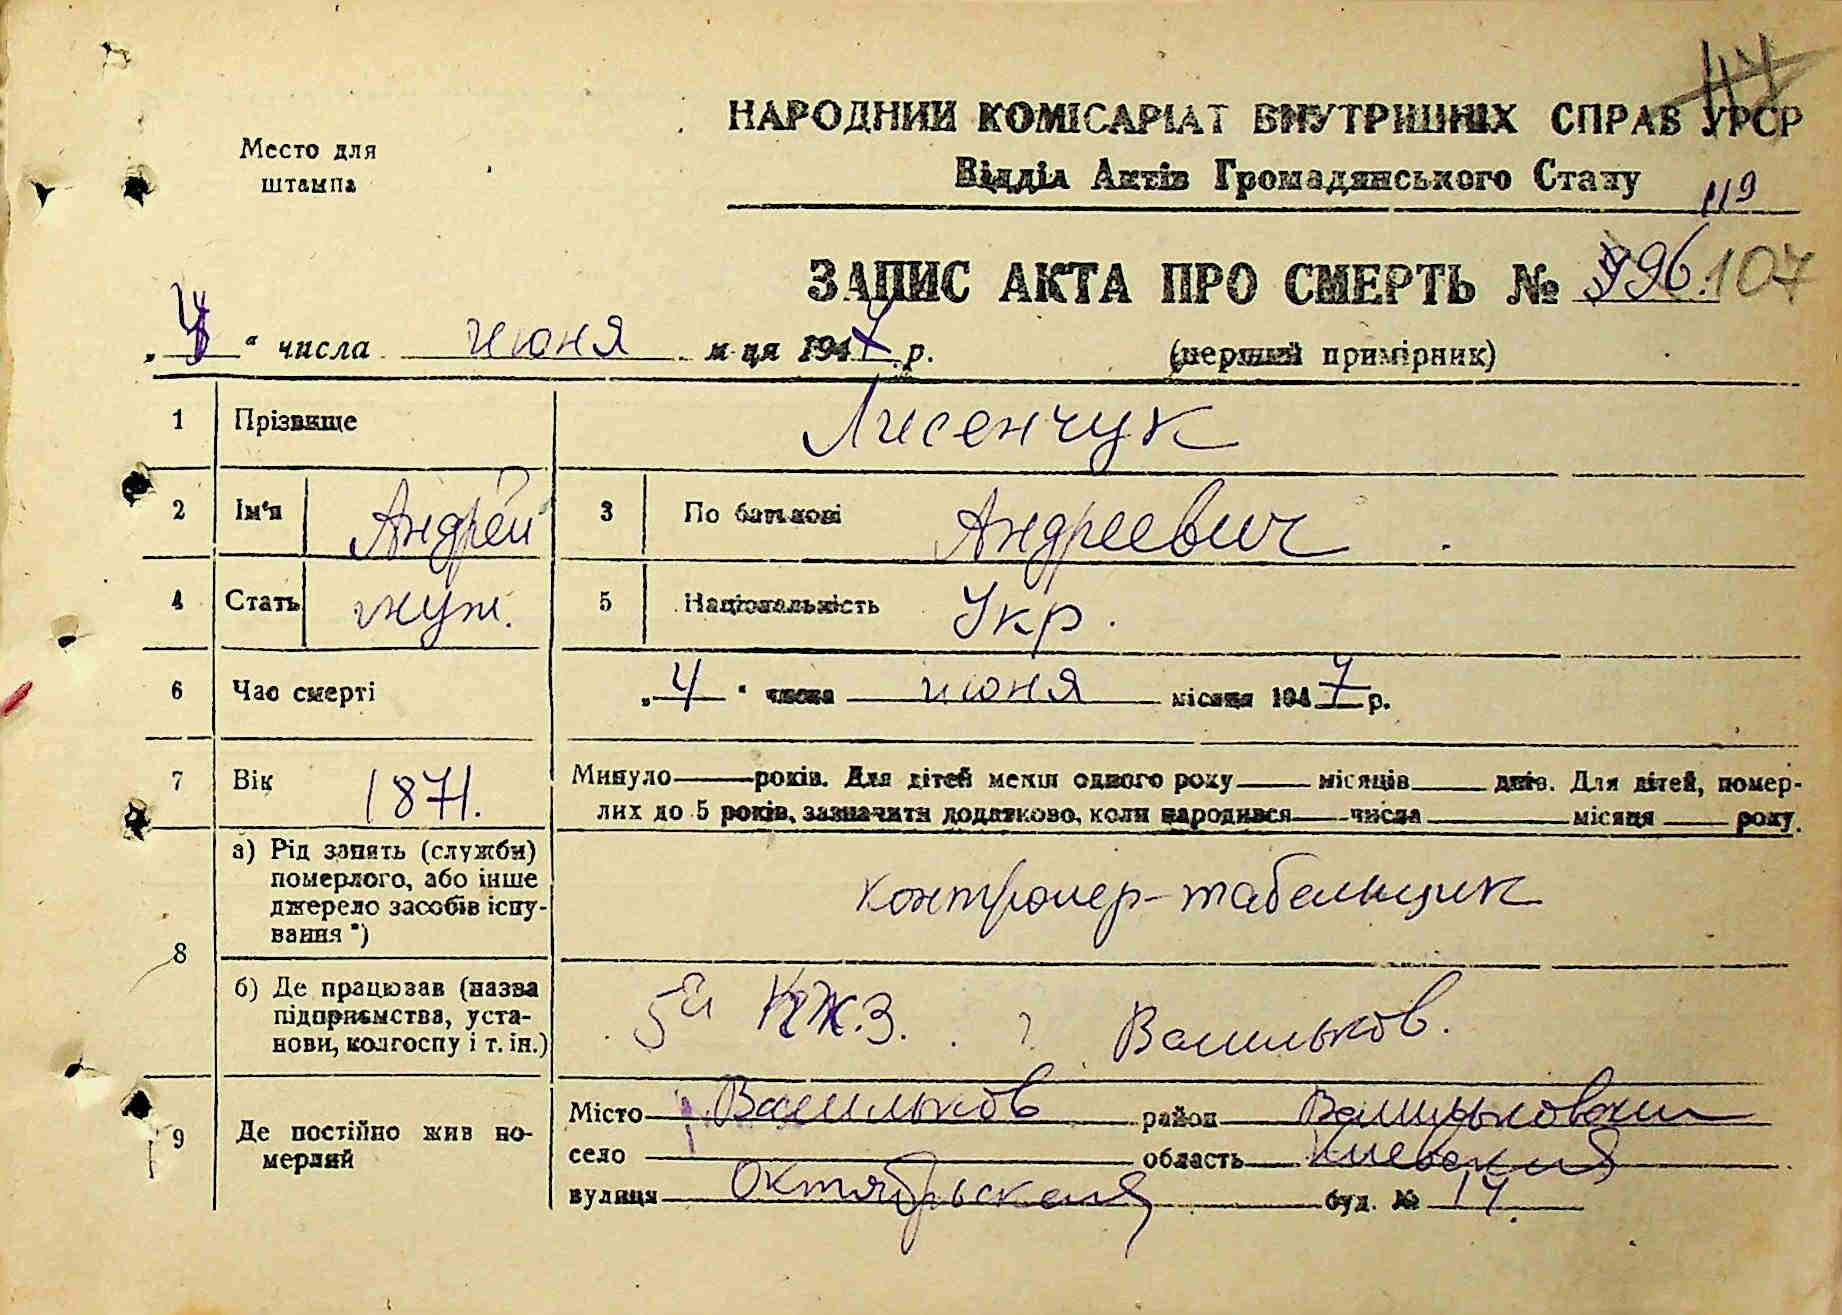 НАРОДНИЙ КОМІСАРІАТ ВНУТРІШНІХ СПРАВ УРСР
Место для
штампа
Відділ Актів Громадянського Стану
119
ЗАПИС АКТА ПРО СМЕРТЬ № 96 107
„ 4 “ числа июня м-ця 1947 р. (перший примірник)
1 Прізвище Лисенчук
2 Ім'я Андрей 3 По батькові Андреевич
4 Стать муж. 5 Національність Укр.
6 Час смерті „ 4 “ числа июня місяця 1947 р.
7 Вік 1871. Минуло — років. Для дітей менш одного року — місяців — днів. Для дітей, помер-
лих до 5 років, зазначити додатково, коли народився — числа — місяця — року.
8 а) Рід занять (служби)
померлого, або інше
джерело засобів існу-
вання *) контролер-табельщик
б) Де працював (назва
підприємства, уста-
нови, колгоспу і т. ін.) 5й КЖЗ. г Васильков.
9 Де постійно жив по-
мерлий
Місто Васильков район Васильковский
село область Киевская
вулиця Октябрьская буд. № 14.